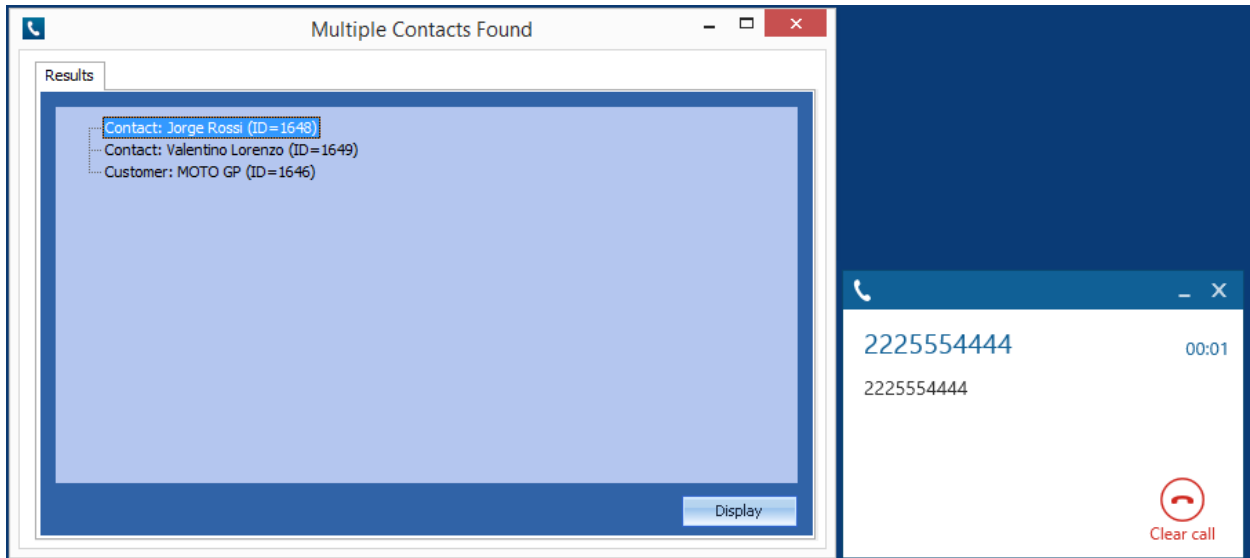 Multiple Contacts Found
Results
Contact: Jorge Rossi (ID=1648)
Contact: Valentino Lorenzo (ID=1649)
Customer: MOTO GP (ID=1646)
Display
2225554444 00:01
2225554444
Clear call